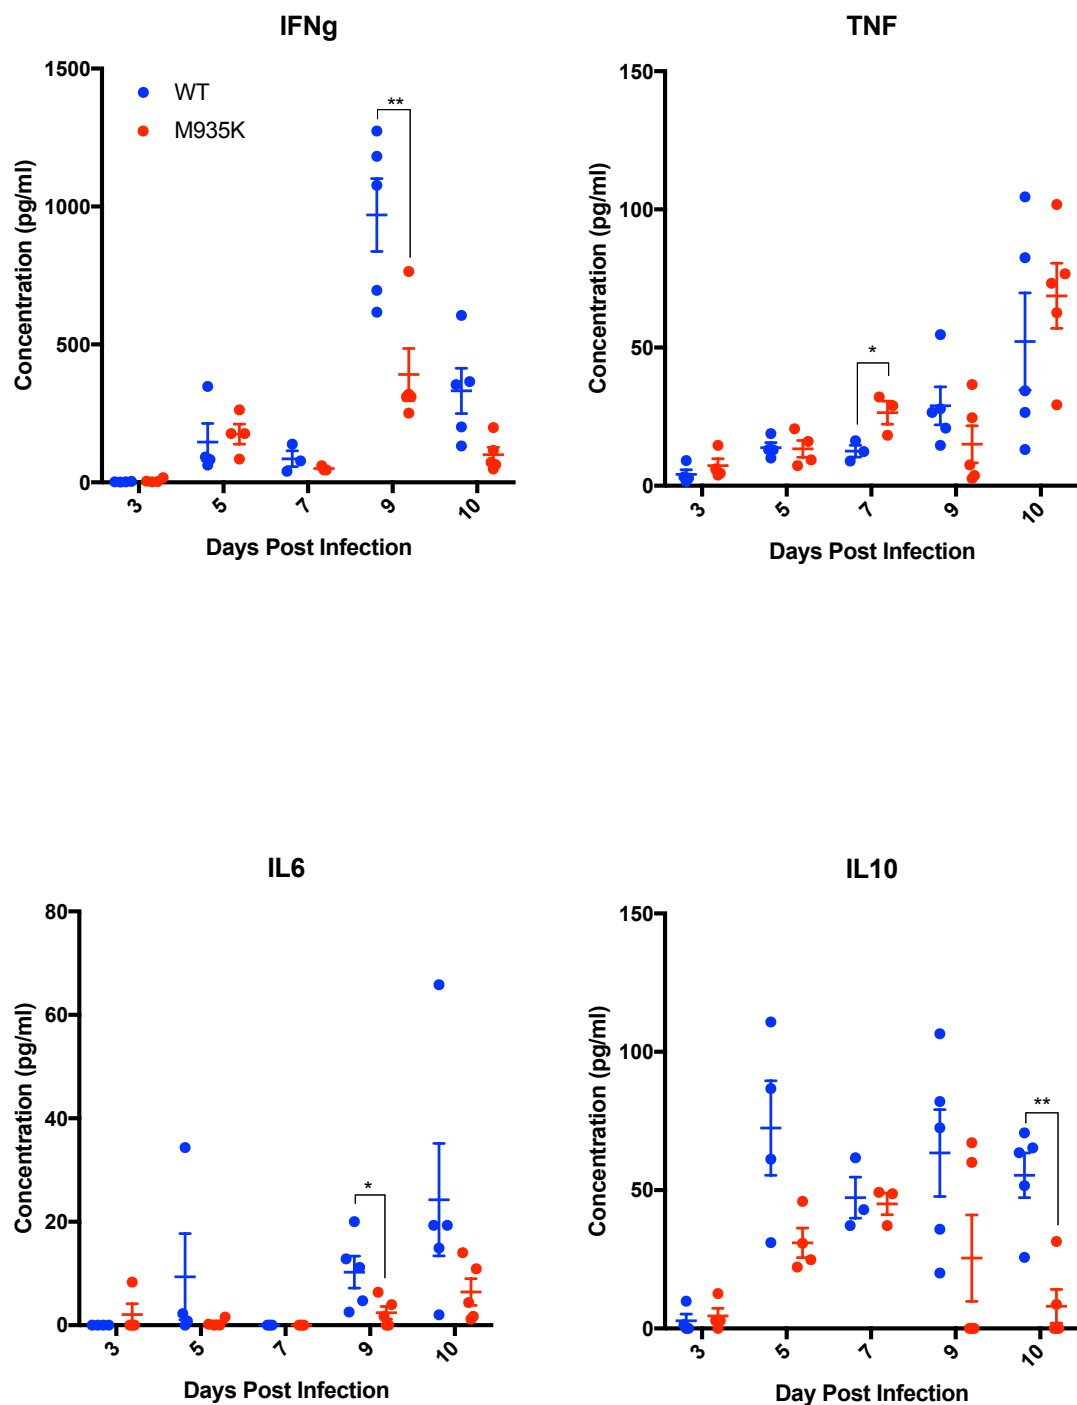 IFNg
1500
1000
500
0
Concentration (pg/ml)
WT
M935K
**
3 5 7 9 10
Days Post Infection
TNF
150
100
50
0
Concentration (pg/ml)
*
3 5 7 9 10
Days Post Infection
IL6
80
60
40
20
0
Concentration (pg/ml)
*
3 5 7 9 10
Days Post Infection
IL10
150
100
50
0
Concentration (pg/ml)
**
3 5 7 9 10
Day Post Infection